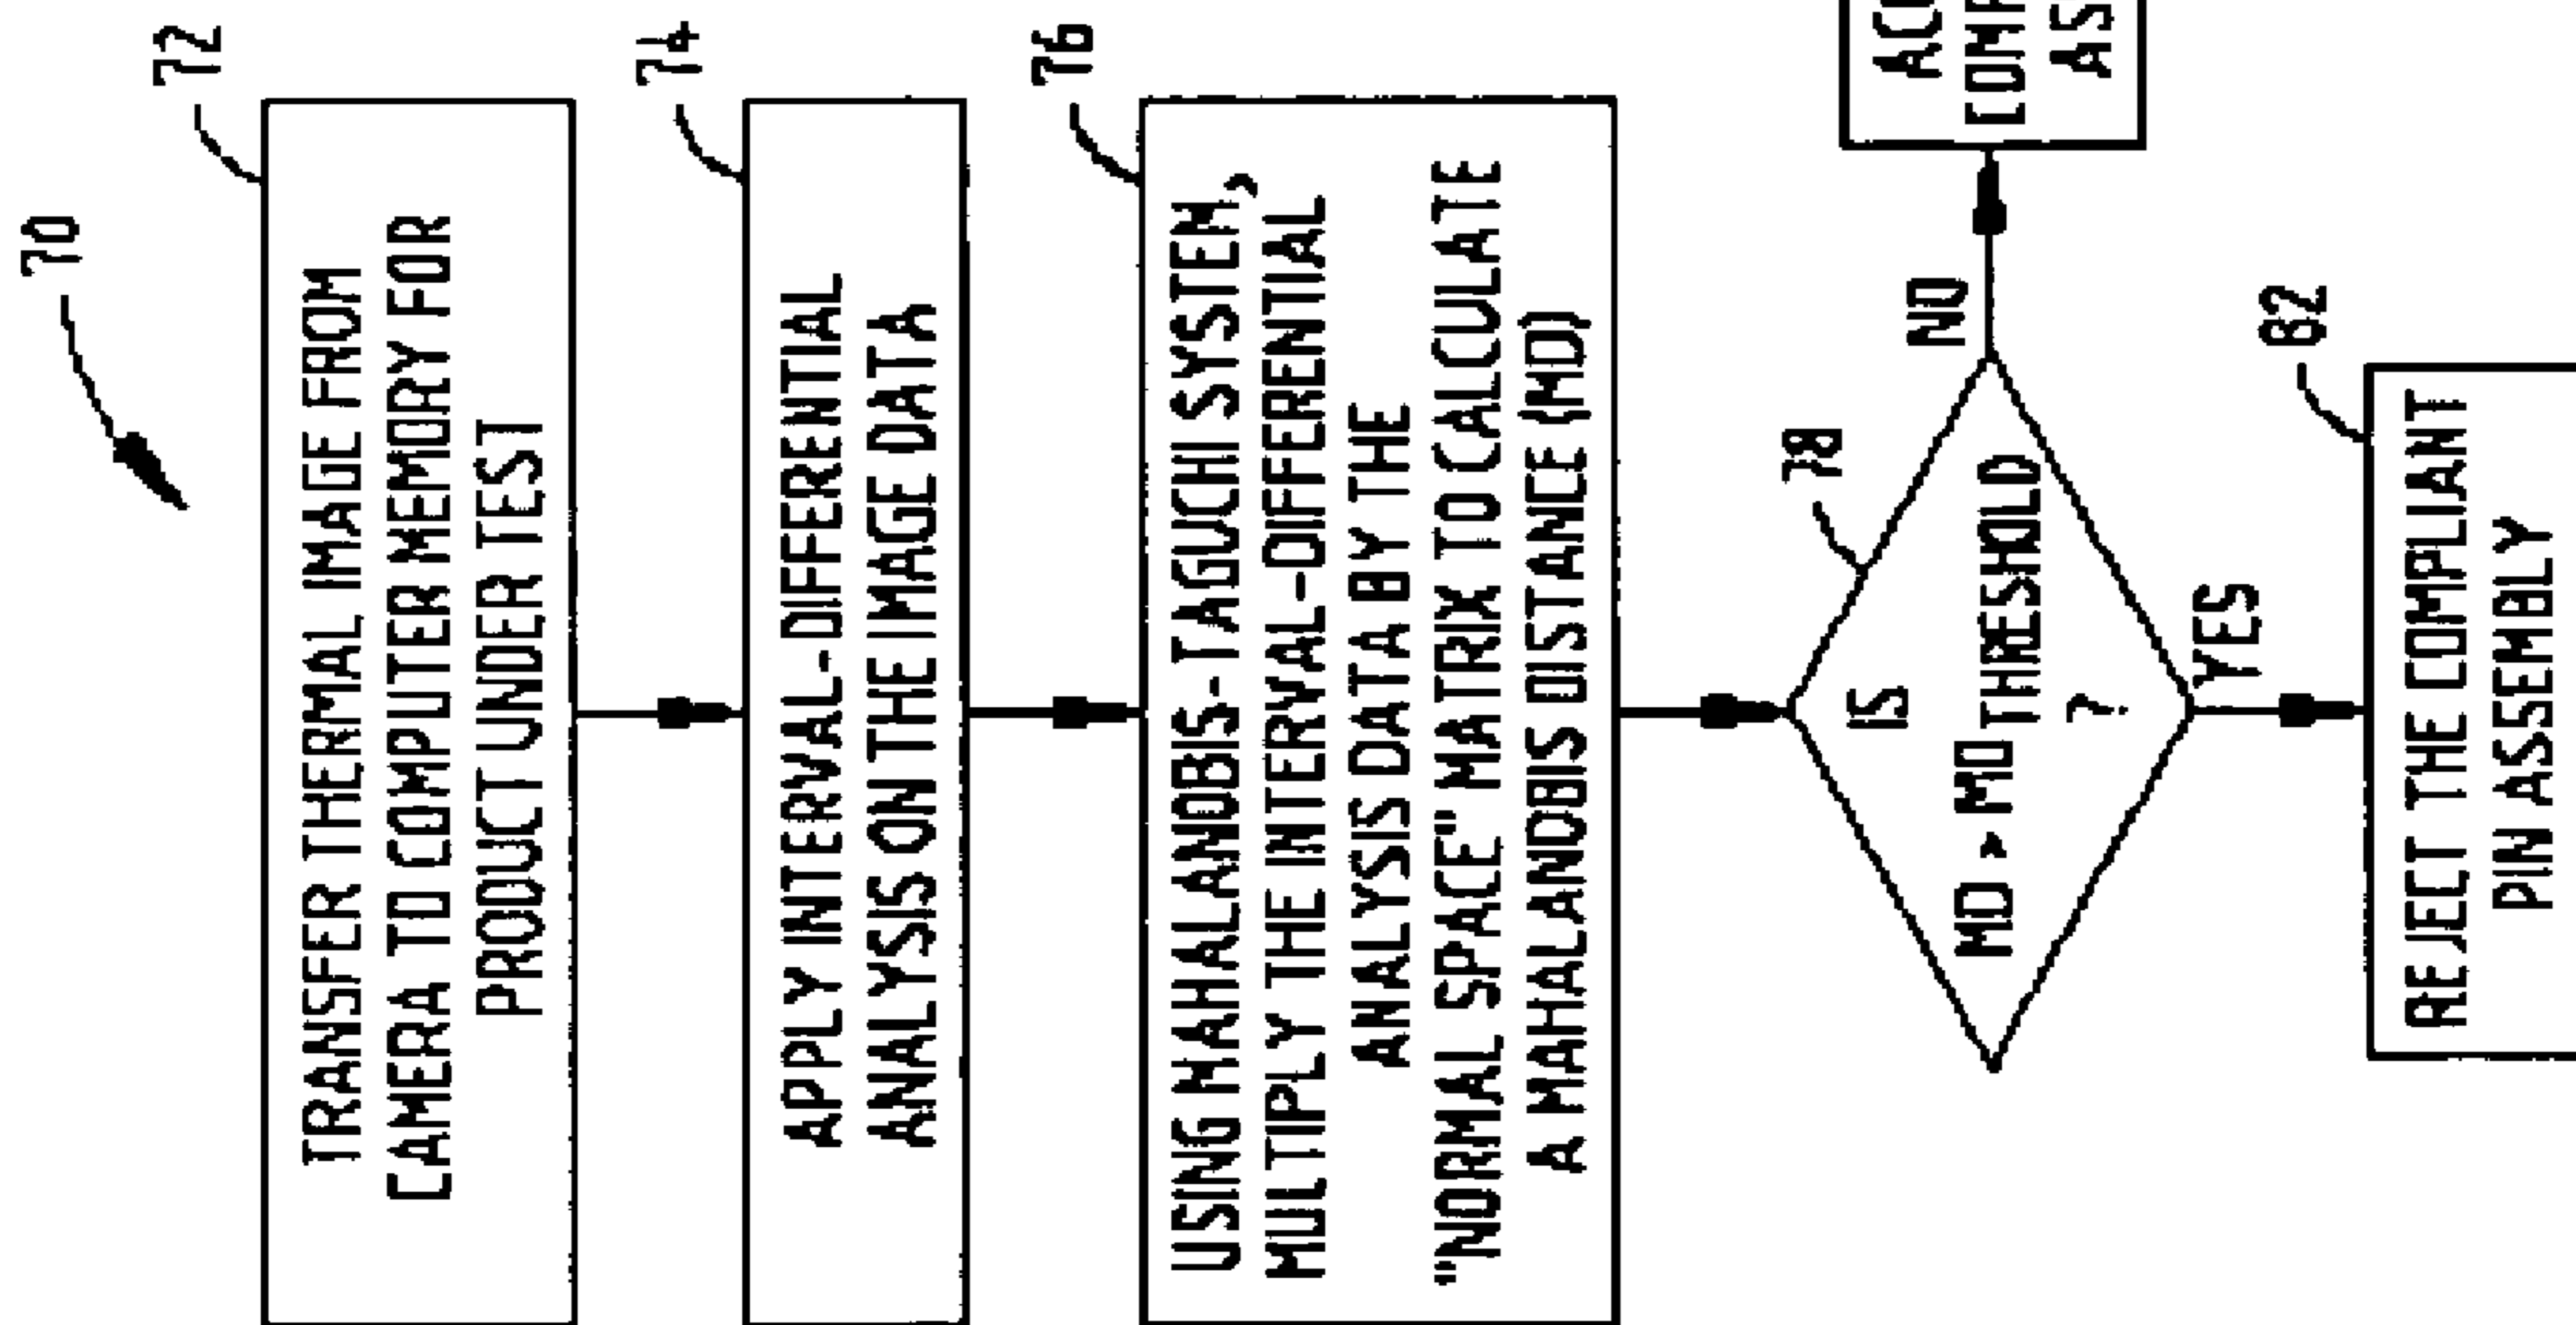 70
72
TRANSFER THERMAL IMAGE FROM
CAMERA TO COMPUTER MEMORY FOR
PRODUCT UNDER TEST
74
APPLY INTERVAL-DIFFERENTIAL
ANALYSIS ON THE IMAGE DATA
76
USING MAHALANOBIS-TAGUCHI SYSTEM,
MULTIPLY THE INTERVAL-DIFFERENTIAL
ANALYSIS DATA BY THE
"NORMAL SPACE" MATRIX TO CALCULATE
A MAHALANOBIS DISTANCE (MD)
78
IS
MD > MD THRESHOLD
?
NO
YES
82
REJECT THE COMPLIANT
PIN ASSEMBLY